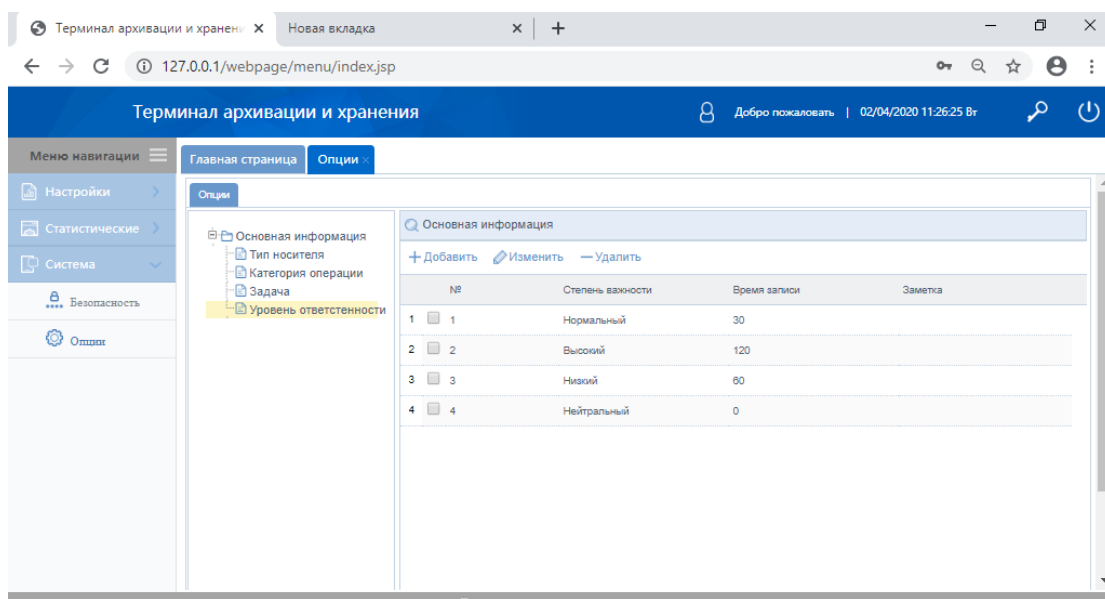 Терминал архивации и хранени
Новая вкладка
127.0.0.1/webpage/menu/index.jsp
Терминал архивации и хранения
Добро пожаловать | 02/04/2020 11:26:25 Вт
Меню навигации
Главная страница
Опции
Настройки
Статистические
Система
Безопасность
Опции
Опции
Основная информация
Тип носителя
Категория операции
Задача
Уровень ответстенности
Основная информация
Добавить Изменить Удалить
№ Степень важности Время записи Заметка
1 1 Нормальный 30
2 2 Высокий 120
3 3 Низкий 60
4 4 Нейтральный 0